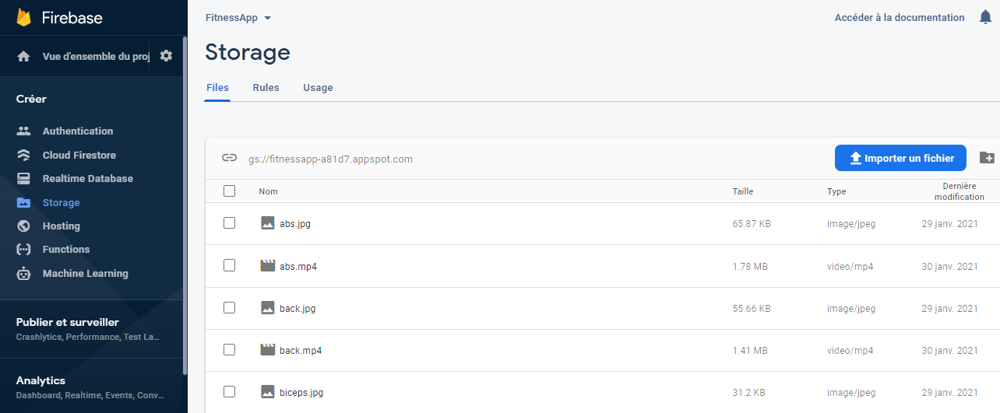 Firebase
FitnessApp
Accéder à la documentation
Vue d'ensemble du proj
Storage
Files Rules Usage
Créer
Authentication
Cloud Firestore
Realtime Database
Storage
Hosting
Functions
Machine Learning
Publier et surveiller
Crashlytics, Performance, Test La...
Analytics
Dashboard, Realtime, Events, Conv...
gs://fitnessapp-a81d7.appspot.com
Importer un fichier
Nom Taille Type Dernière
modification
abs.jpg 65.87 KB image/jpeg 29 janv. 2021
abs.mp4 1.78 MB video/mp4 30 janv. 2021
back.jpg 55.66 KB image/jpeg 29 janv. 2021
back.mp4 1.41 MB video/mp4 30 janv. 2021
biceps.jpg 31.2 KB image/jpeg 29 janv. 2021